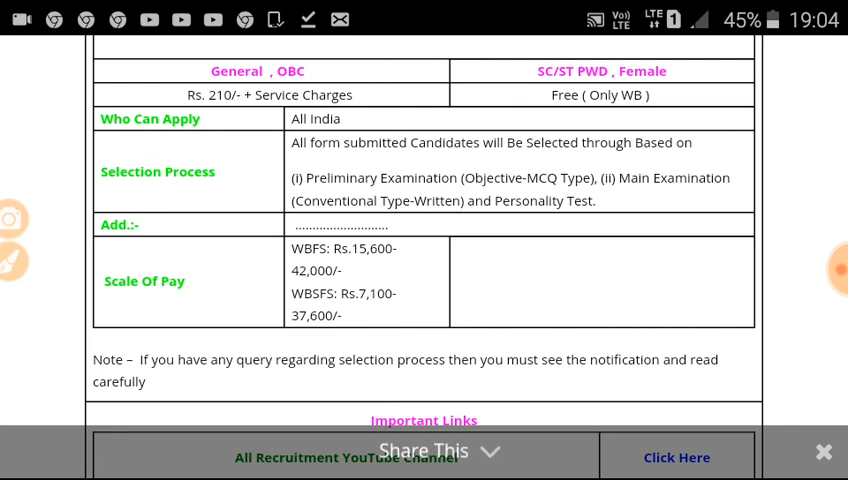 Vo))
LTE
LTE
1
45%
19:04
General , OBC
SC/ST PWD , Female
Rs. 210/- + Service Charges
Free ( Only WB )
Who Can Apply
All India
Selection Process
All form submitted Candidates will Be Selected through Based on
(i) Preliminary Examination (Objective-MCQ Type), (ii) Main Examination
(Conventional Type-Written) and Personality Test.
Add.:-
...........................
Scale Of Pay
WBFS: Rs.15,600-
42,000/-
WBSFS: Rs.7,100-
37,600/-
Note – If you have any query regarding selection process then you must see the notification and read
carefully
Important Links
Share This
All Recruitment YouTube Channel
Click Here